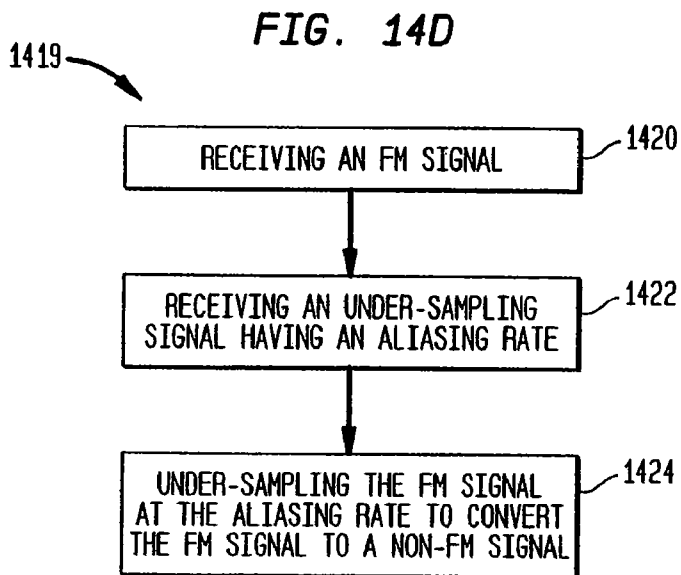 FIG. 14D
1419
RECEIVING AN FM SIGNAL
1420
RECEIVING AN UNDER-SAMPLING
SIGNAL HAVING AN ALIASING RATE
1422
UNDER-SAMPLING THE FM SIGNAL
AT THE ALIASING RATE TO CONVERT
THE FM SIGNAL TO A NON-FM SIGNAL
1424